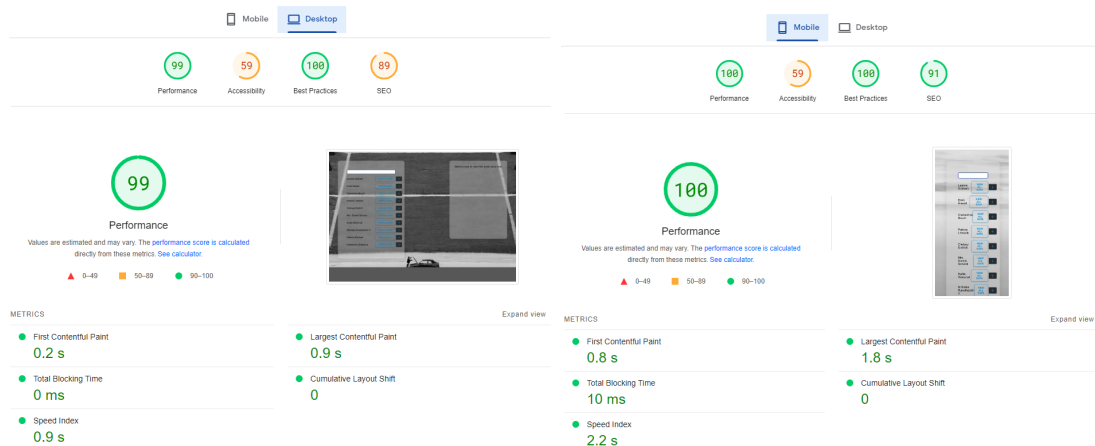 Mobile
Desktop
99
59
100
89
Performance
Accessibility
Best Practices
SEO
99
Performance
Values are estimated and may vary. The performance score is calculated
directly from these metrics. See calculator.
0–49
50–89
90–100
METRICS
Expand view
First Contentful Paint
0.2 s
Largest Contentful Paint
0.9 s
Total Blocking Time
0 ms
Cumulative Layout Shift
0
Speed Index
0.9 s
Mobile
Desktop
100
59
100
91
Performance
Accessibility
Best Practices
SEO
100
Performance
Values are estimated and may vary. The performance score is calculated
directly from these metrics. See calculator.
0–49
50–89
90–100
METRICS
Expand view
First Contentful Paint
0.8 s
Largest Contentful Paint
1.8 s
Total Blocking Time
10 ms
Cumulative Layout Shift
0
Speed Index
2.2 s